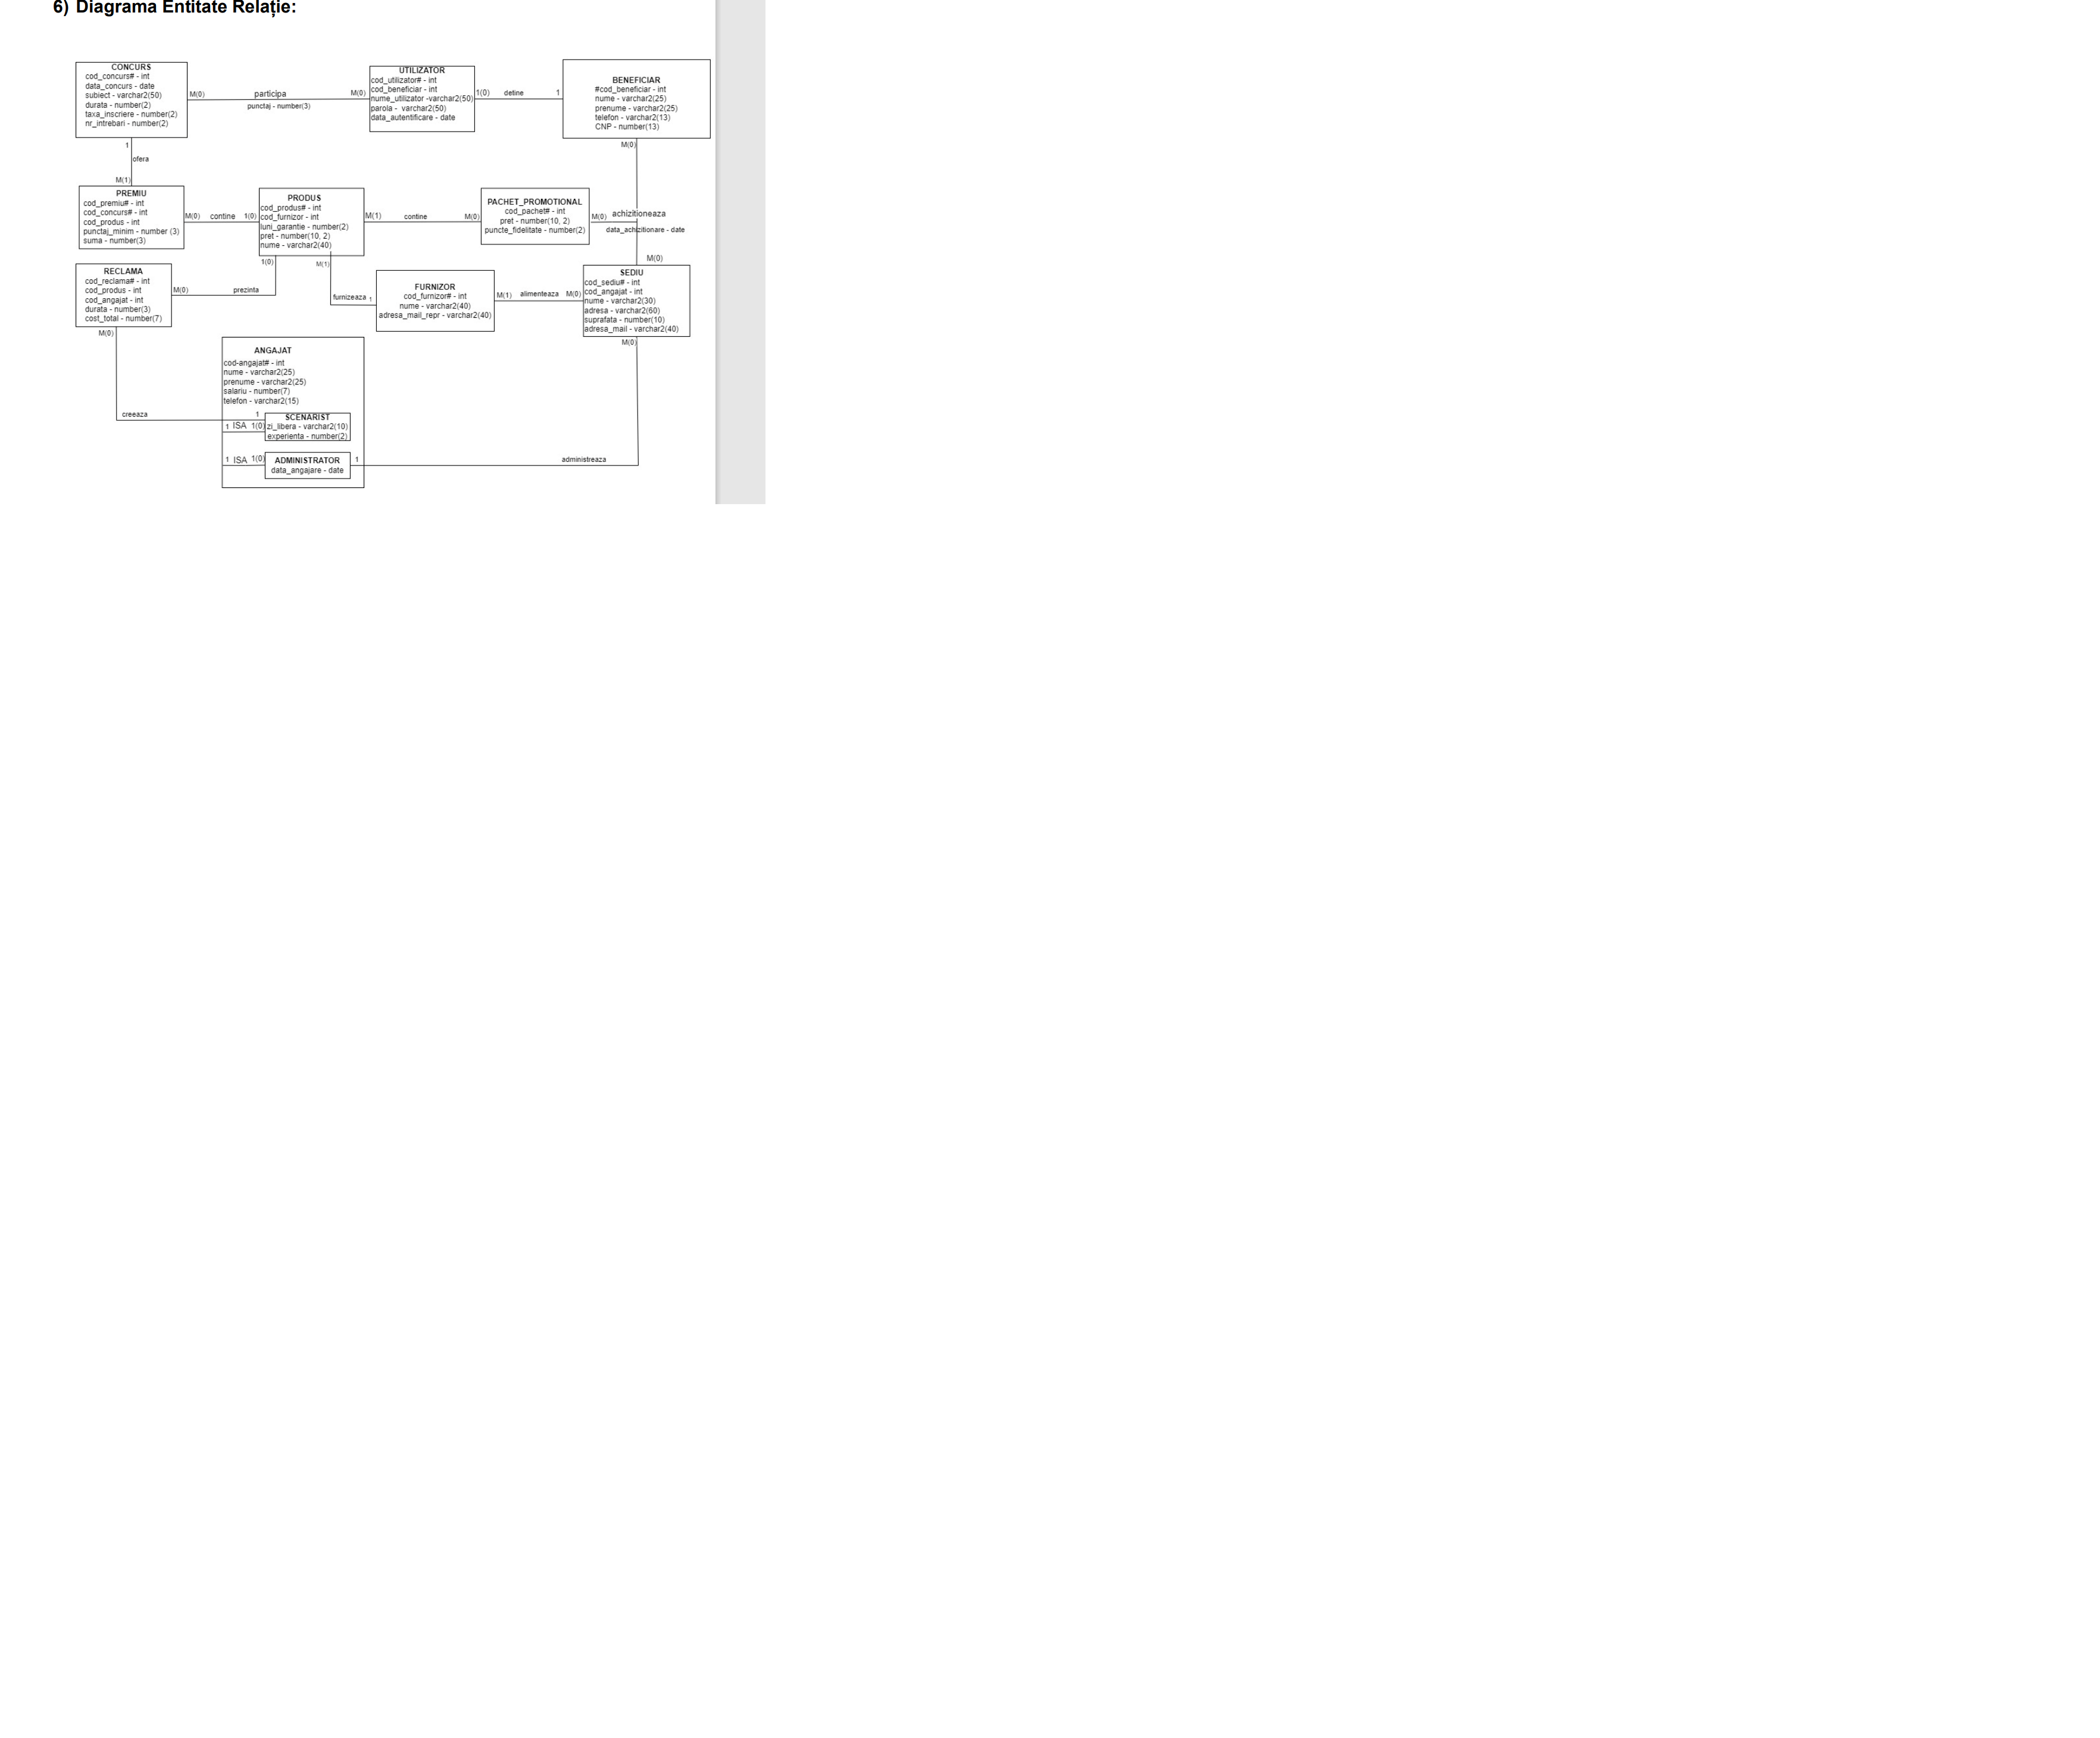 6) Diagrama Entitate Relație:
CONCURS
cod_concurs# - int
data_concurs - date
subiect - varchar2(50)
durata - number(2)
taxa_inscriere - number(2)
nr_intrebari - number(2)
M(0) participa M(0)
punctaj - number(3)
UTILIZATOR
cod_utilizator# - int
cod_beneficiar - int
nume_utilizator -varchar2(50)
parola - varchar2(50)
data_autentificare - date
1(0) detine 1
BENEFICIAR
#cod_beneficiar - int
nume - varchar2(25)
prenume - varchar2(25)
telefon - varchar2(13)
CNP - number(13)
1
ofera
M(1)
M(0)
PREMIU
cod_premiu# - int
cod_concurs# - int
cod_produs - int
punctaj_minim - number (3)
suma - number(3)
M(0) contine 1(0)
PRODUS
cod_produs# - int
cod_furnizor - int
luni_garantie - number(2)
pret - number(10, 2)
nume - varchar2(40)
M(1) contine M(0)
PACHET_PROMOTIONAL
cod_pachet# - int
pret - number(10, 2)
puncte_fidelitate - number(2)
M(0) achizitioneaza
data_achizitionare - date
M(0)
1(0)
M(1)
RECLAMA
cod_reclama# - int
cod_produs - int
cod_angajat - int
durata - number(3)
cost_total - number(7)
M(0) prezinta
furnizeaza 1
FURNIZOR
cod_furnizor# - int
nume - varchar2(40)
adresa_mail_repr - varchar2(40)
M(1) alimenteaza M(0)
SEDIU
cod_sediu# - int
cod_angajat - int
nume - varchar2(30)
adresa - varchar2(60)
suprafata - number(10)
adresa_mail - varchar2(40)
M(0)
M(0)
ANGAJAT
cod-angajat# - int
nume - varchar2(25)
prenume - varchar2(25)
salariu - number(7)
telefon - varchar2(15)
creeaza 1
SCENARIST
zi_libera - varchar2(10)
experienta - number(2)
1 ISA 1(0)
1 ISA 1(0)
ADMINISTRATOR
data_angajare - date
1 administreaza